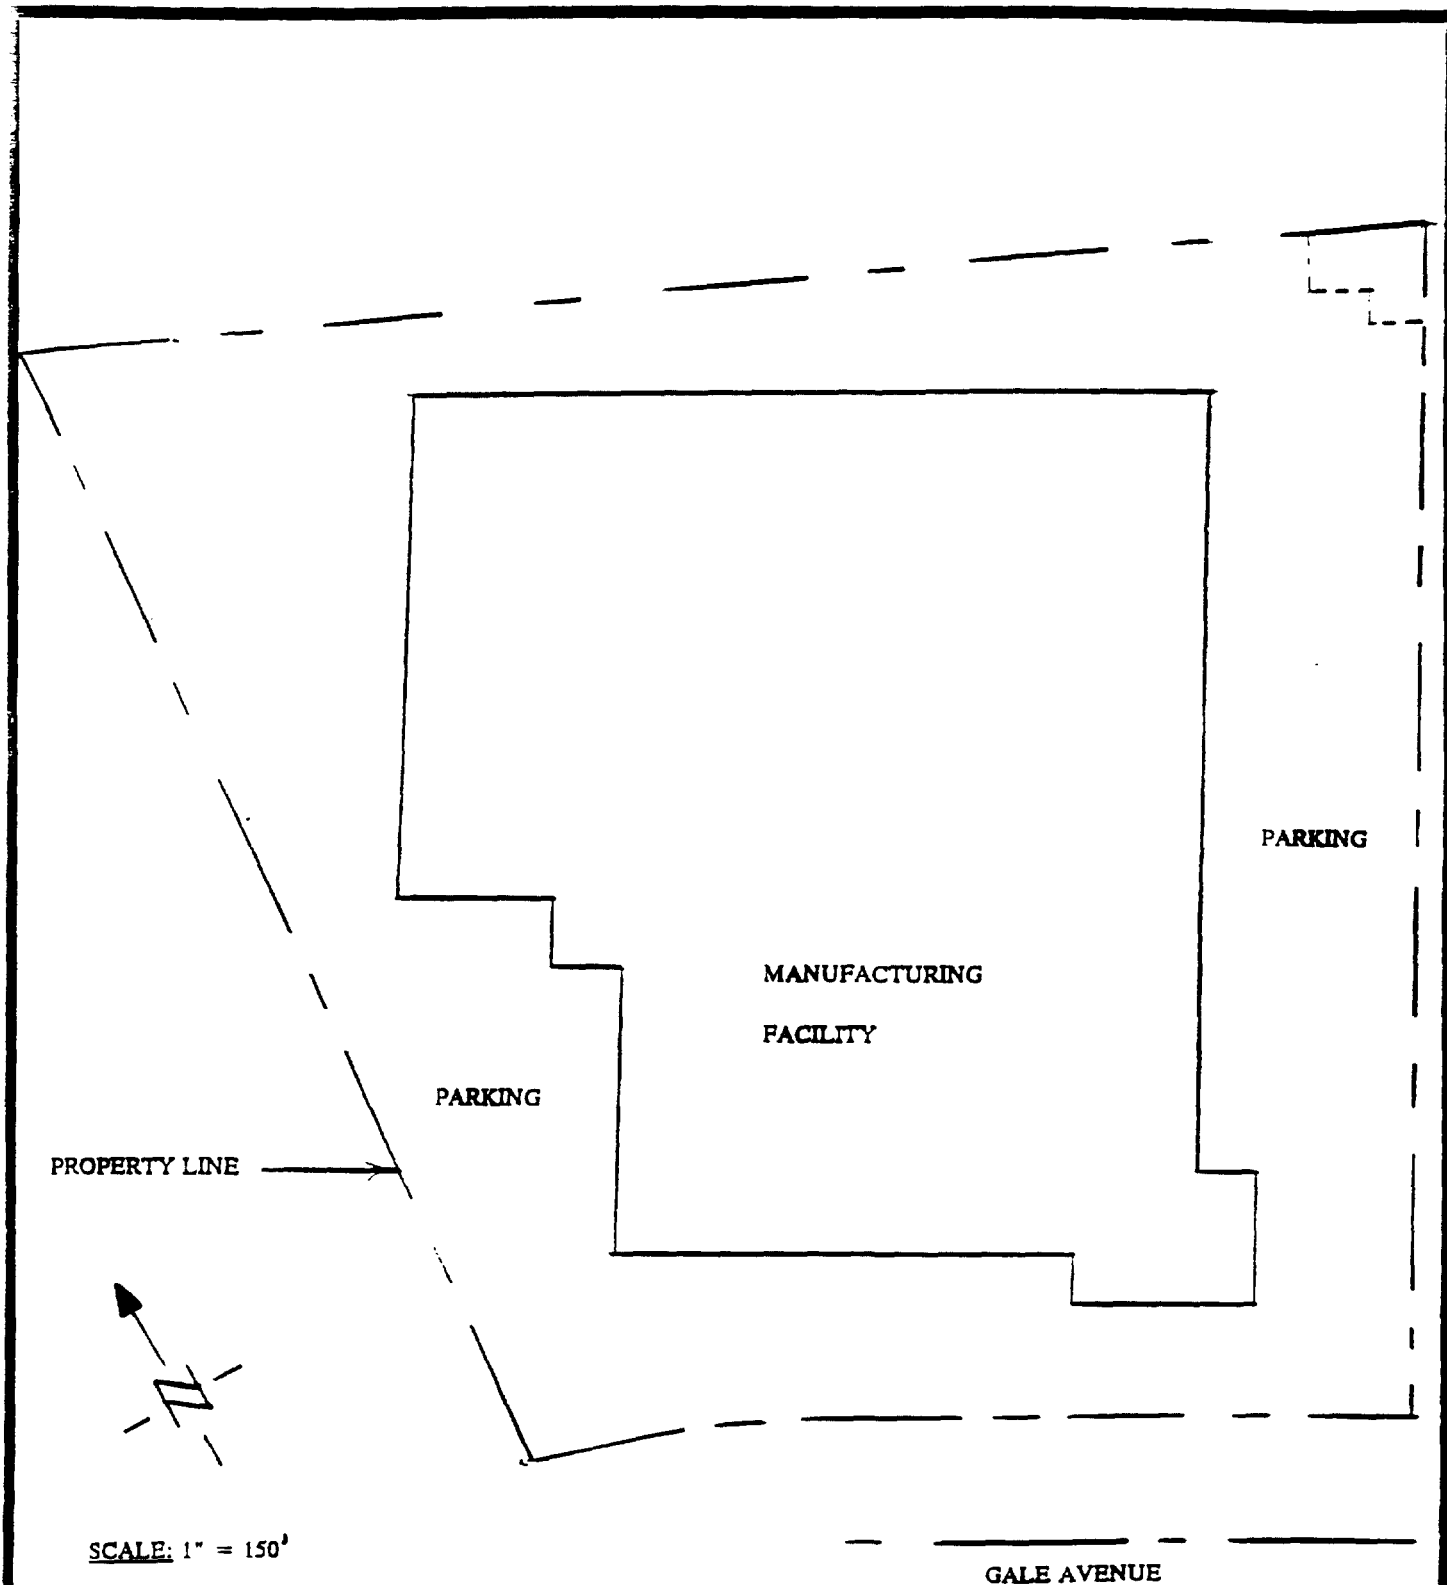 PARKING
MANUFACTURING
FACILITY
PARKING
PROPERTY LINE
N
SCALE: 1" = 150'
GALE AVENUE